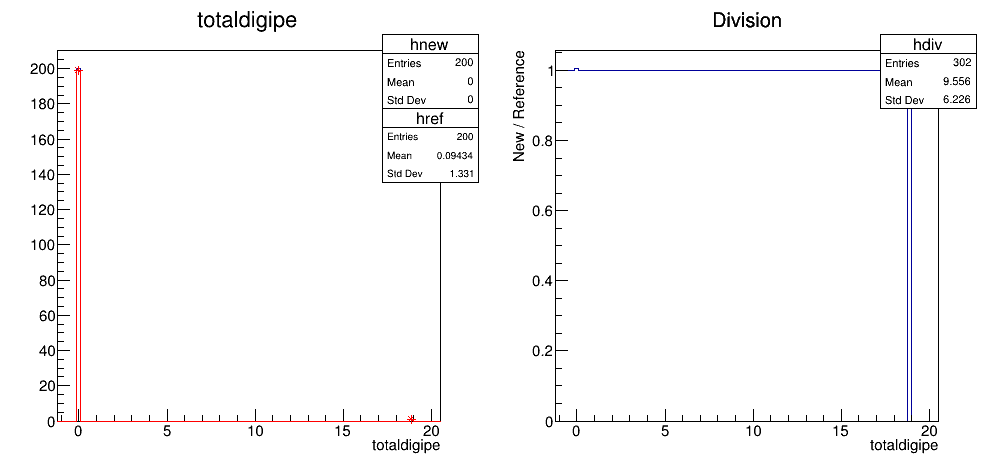 totaldigipe
hnew
Entries 200
Mean 0
Std Dev 0
href
Entries 200
Mean 0.09434
Std Dev 1.331
200
180
160
140
120
100
80
60
40
20
0
0 5 10 15 20
totaldigipe
Division
hdiv
Entries 302
Mean 9.556
Std Dev 6.226
New / Reference
1
0.8
0.6
0.4
0.2
0
0 5 10 15 20
totaldigipe